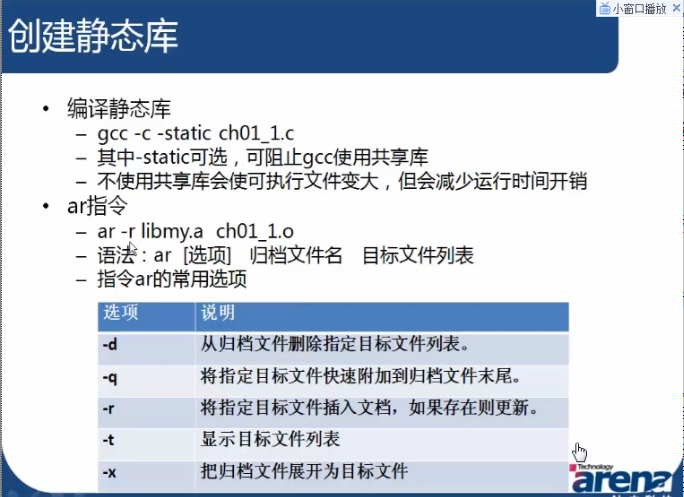 小窗口播放
创建静态库
• 编译静态库
– gcc -c -static ch01_1.c
– 其中-static可选，可阻止gcc使用共享库
– 不使用共享库会使可执行文件变大，但会减少运行时间开销
• ar指令
– ar -r libmy.a ch01_1.o
– 语法：ar [选项] 归档文件名 目标文件列表
– 指令ar的常用选项
选项 说明
-d 从归档文件删除指定目标文件列表。
-q 将指定目标文件快速附加到归档文件末尾。
-r 将指定目标文件插入文档，如果存在则更新。
-t 显示目标文件列表
-x 把归档文件展开为目标文件
Technology
arena